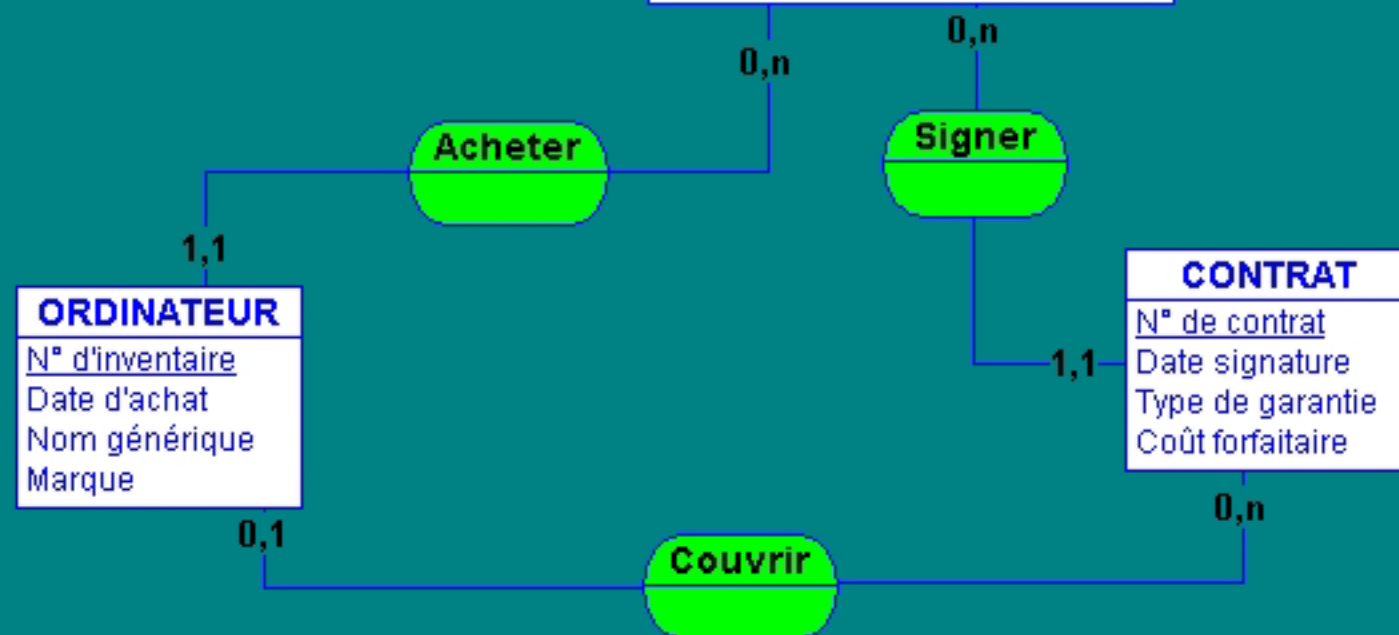 0,n
0,n
Acheter
Signer
1,1
ORDINATEUR
N° d'inventaire
Date d'achat
Nom générique
Marque
0,1
CONTRAT
N° de contrat
Date signature
Type de garantie
Coût forfaitaire
1,1
0,n
Couvrir